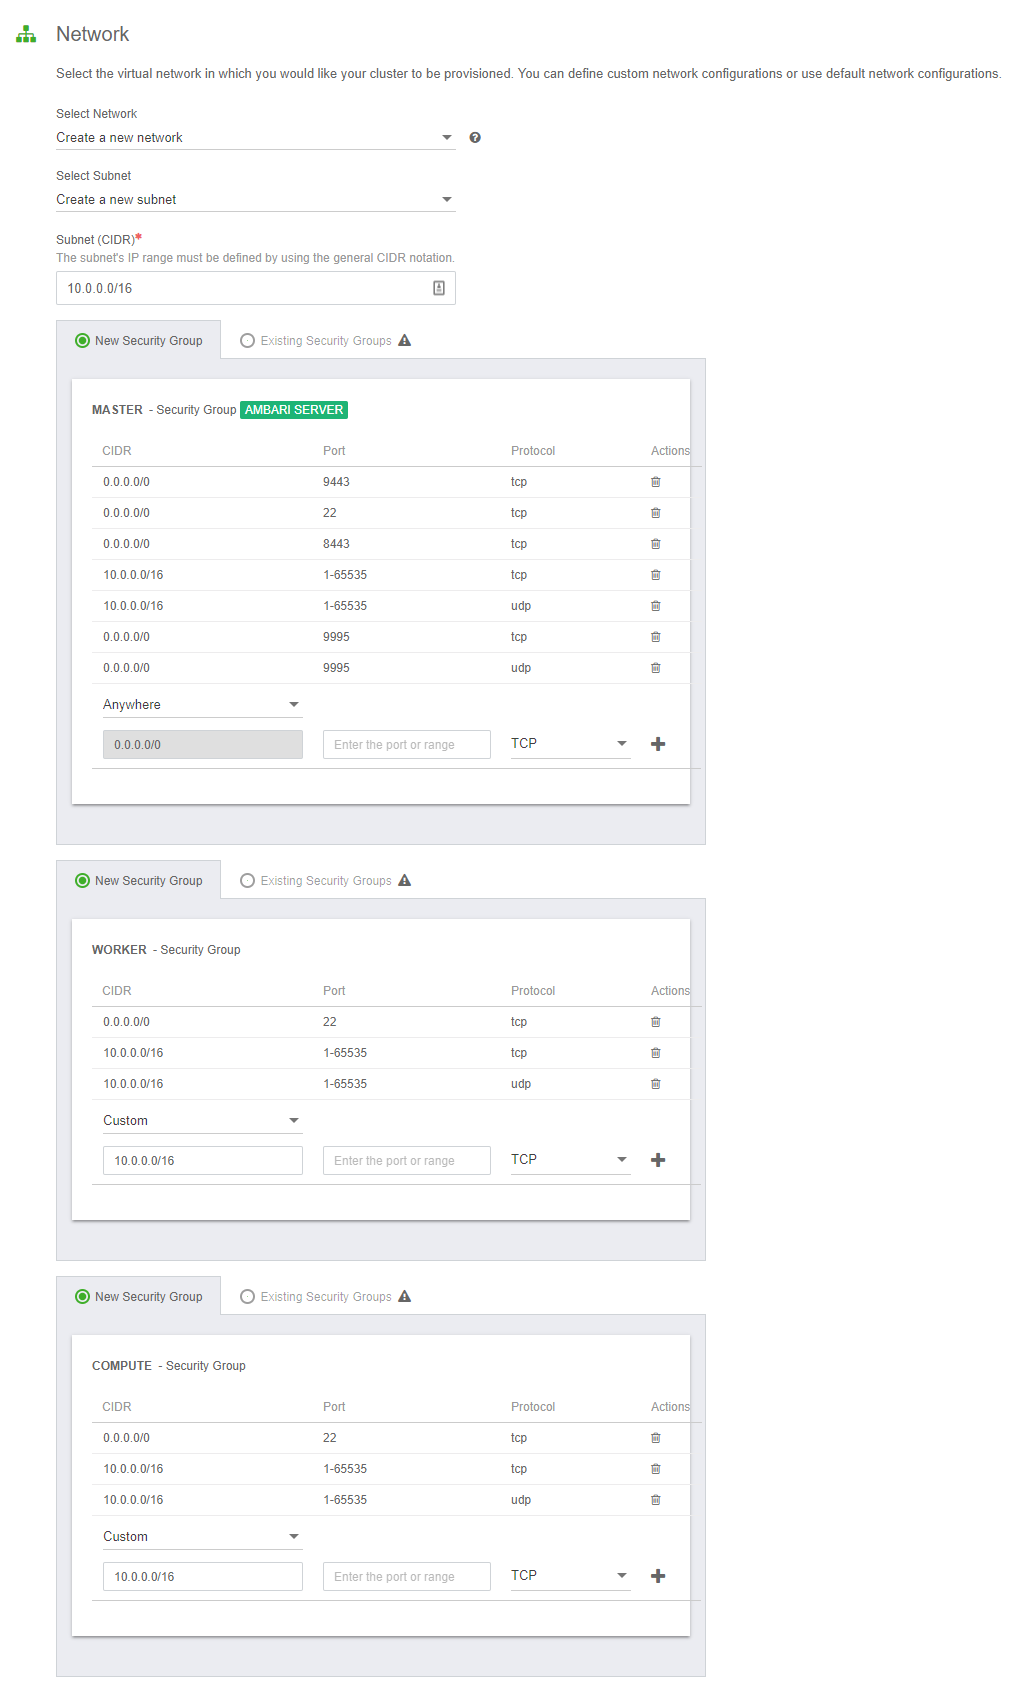 Network
Select the virtual network in which you would like your cluster to be provisioned. You can define custom network configurations or use default network configurations.
Select Network
Create a new network
Select Subnet
Create a new subnet
Subnet (CIDR)*
The subnet's IP range must be defined by using the general CIDR notation.
10.0.0.0/16
New Security Group Existing Security Groups
MASTER - Security Group AMBARI SERVER
CIDR Port Protocol Actions
0.0.0.0/0 9443 tcp
0.0.0.0/0 22 tcp
0.0.0.0/0 8443 tcp
10.0.0.0/16 1-65535 tcp
10.0.0.0/16 1-65535 udp
0.0.0.0/0 9995 tcp
0.0.0.0/0 9995 udp
Anywhere
0.0.0.0/0 Enter the port or range TCP
New Security Group Existing Security Groups
WORKER - Security Group
CIDR Port Protocol Actions
0.0.0.0/0 22 tcp
10.0.0.0/16 1-65535 tcp
10.0.0.0/16 1-65535 udp
Custom
10.0.0.0/16 Enter the port or range TCP
New Security Group Existing Security Groups
COMPUTE - Security Group
CIDR Port Protocol Actions
0.0.0.0/0 22 tcp
10.0.0.0/16 1-65535 tcp
10.0.0.0/16 1-65535 udp
Custom
10.0.0.0/16 Enter the port or range TCP